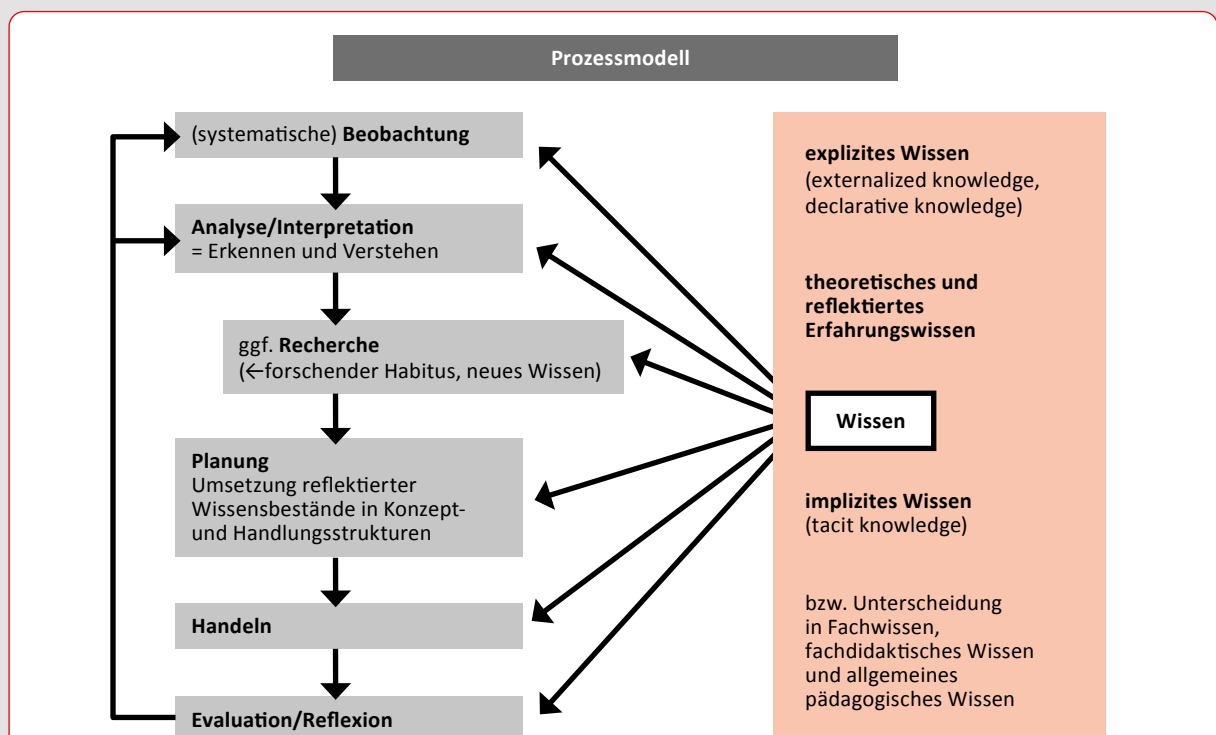 Prozessmodell
(systematische) Beobachtung
Analyse/Interpretation
= Erkennen und Verstehen
ggf. Recherche
(←forschender Habitus, neues Wissen)
Planung
Umsetzung reflektierter
Wissensbestände in Konzept-
und Handlungsstrukturen
Handeln
Evaluation/Reflexion
explizites Wissen
(externalized knowledge,
declarative knowledge)
theoretisches und
reflektiertes
Erfahrungswissen
Wissen
implizites Wissen
(tacit knowledge)
bzw. Unterscheidung
in Fachwissen,
fachdidaktisches Wissen
und allgemeines
pädagogisches Wissen